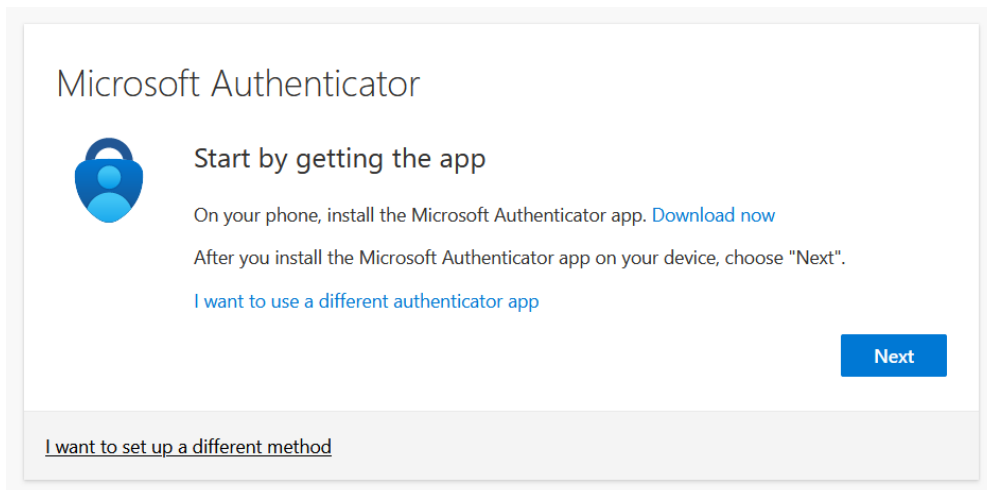 Microsoft Authenticator
Start by getting the app
On your phone, install the Microsoft Authenticator app. Download now
After you install the Microsoft Authenticator app on your device, choose "Next".
I want to use a different authenticator app
Next
I want to set up a different method